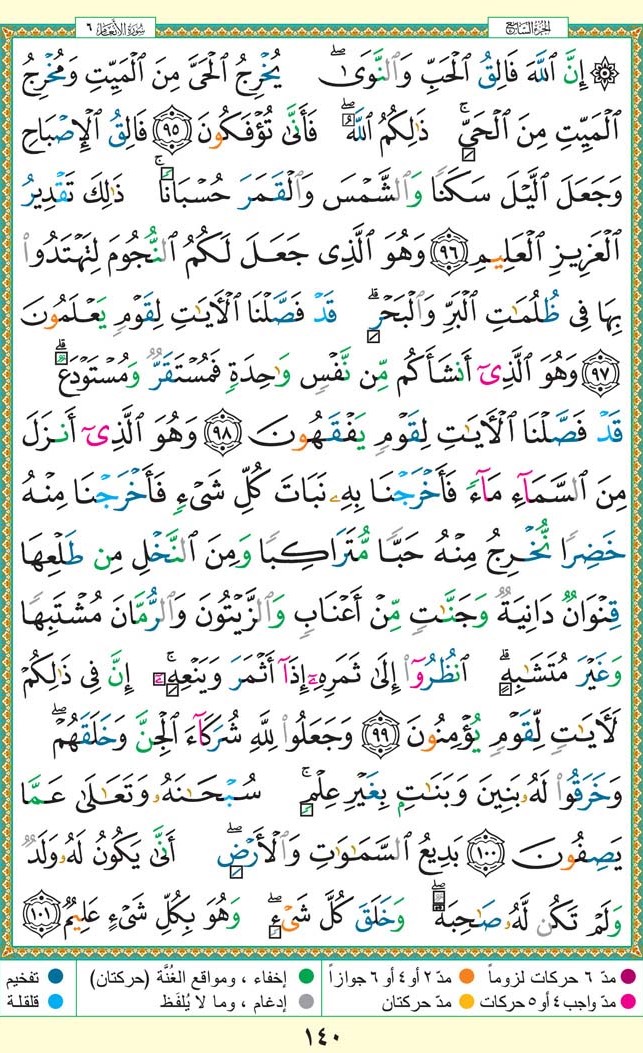 الجزء السابع
سورة الأنعام ٦
۞ إِنَّ ٱللَّهَ فَالِقُ ٱلْحَبِّ وَٱلنَّوَىٰ ۖ يُخْرِجُ ٱلْحَىَّ مِنَ ٱلْمَيِّتِ وَمُخْرِجُ
ٱلْمَيِّتِ مِنَ ٱلْحَىِّ ۚ ذَٰلِكُمُ ٱللَّهُ ۖ فَأَنَّىٰ تُؤْفَكُونَ ٩٥ فَالِقُ ٱلْإِصْبَاحِ
وَجَعَلَ ٱلَّيْلَ سَكَنًا وَٱلشَّمْسَ وَٱلْقَمَرَ حُسْبَانًا ۚ ذَٰلِكَ تَقْدِيرُ
ٱلْعَزِيزِ ٱلْعَلِيمِ ٩٦ وَهُوَ ٱلَّذِى جَعَلَ لَكُمُ ٱلنُّجُومَ لِتَهْتَدُوا۟
بِهَا فِى ظُلُمَٰتِ ٱلْبَرِّ وَٱلْبَحْرِ ۗ قَدْ فَصَّلْنَا ٱلْـَٔايَٰتِ لِقَوْمٍ يَعْلَمُونَ
٩٧ وَهُوَ ٱلَّذِىٓ أَنشَأَكُم مِّن نَّفْسٍ وَٰحِدَةٍ فَمُسْتَقَرٌّ وَمُسْتَوْدَعٌ ۗ
قَدْ فَصَّلْنَا ٱلْـَٔايَٰتِ لِقَوْمٍ يَفْقَهُونَ ٩٨ وَهُوَ ٱلَّذِىٓ أَنزَلَ
مِنَ ٱلسَّمَآءِ مَآءً فَأَخْرَجْنَا بِهِۦ نَبَاتَ كُلِّ شَىْءٍ فَأَخْرَجْنَا مِنْهُ
خَضِرًا نُّخْرِجُ مِنْهُ حَبًّا مُّتَرَاكِبًا وَمِنَ ٱلنَّخْلِ مِن طَلْعِهَا
قِنْوَانٌ دَانِيَةٌ وَجَنَّٰتٍ مِّنْ أَعْنَابٍ وَٱلزَّيْتُونَ وَٱلرُّمَّانَ مُشْتَبِهًا
وَغَيْرَ مُتَشَٰبِهٍ ۗ ٱنظُرُوٓا۟ إِلَىٰ ثَمَرِهِۦٓ إِذَآ أَثْمَرَ وَيَنْعِهِۦٓ ۚ إِنَّ فِى ذَٰلِكُمْ
لَـَٔايَٰتٍ لِّقَوْمٍ يُؤْمِنُونَ ٩٩ وَجَعَلُوا۟ لِلَّهِ شُرَكَآءَ ٱلْجِنَّ وَخَلَقَهُمْ ۖ
وَخَرَقُوا۟ لَهُۥ بَنِينَ وَبَنَٰتٍۭ بِغَيْرِ عِلْمٍ ۚ سُبْحَٰنَهُۥ وَتَعَٰلَىٰ عَمَّا
يَصِفُونَ ١٠٠ بَدِيعُ ٱلسَّمَٰوَٰتِ وَٱلْأَرْضِ ۖ أَنَّىٰ يَكُونُ لَهُۥ وَلَدٌ
وَلَمْ تَكُن لَّهُۥ صَٰحِبَةٌ ۖ وَخَلَقَ كُلَّ شَىْءٍ ۖ وَهُوَ بِكُلِّ شَىْءٍ عَلِيمٌ ١٠١
مدّ ٦ حركات لزوماً مدّ ٢ أو ٤ أو ٦ جوازاً إخفاء ، ومواقع الغُنَّة (حركتان) تفخيم
مدّ واجب ٤ أو ٥ حركات مدّ حركتان إدغام ، وما لا يُلفَظ قلقلة
١٤٠